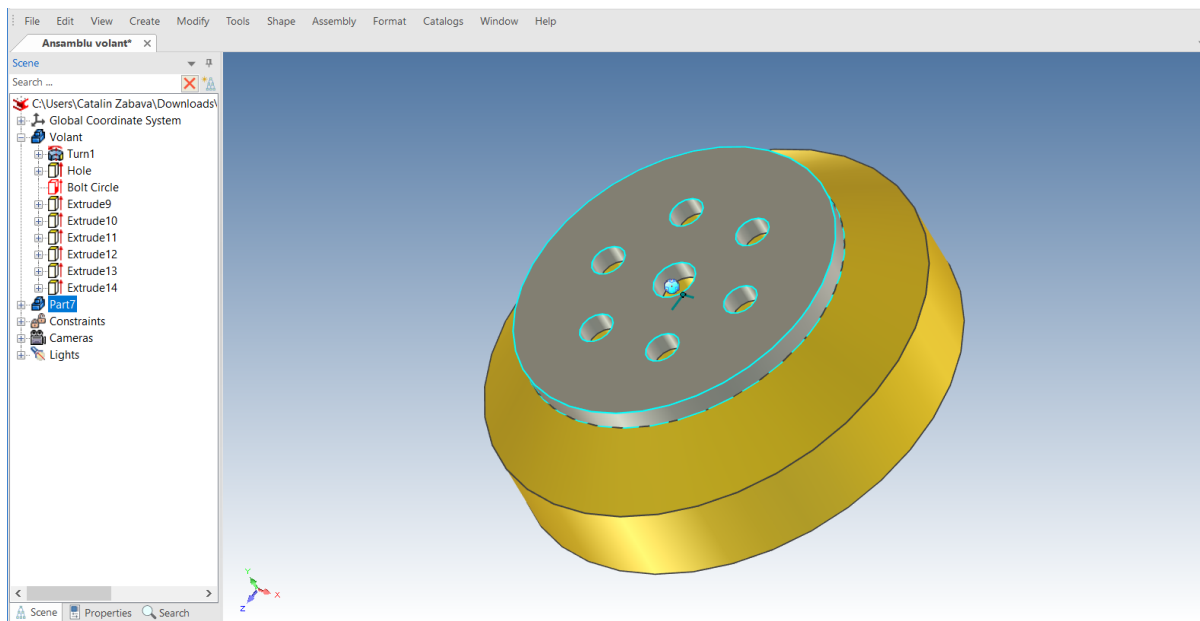 File Edit View Create Modify Tools Shape Assembly Format Catalogs Window Help
Ansamblu volant*
Scene
Search ...
C:\Users\Catalin Zabava\Downloads\
Global Coordinate System
Volant
Turn1
Hole
Bolt Circle
Extrude9
Extrude10
Extrude11
Extrude12
Extrude13
Extrude14
Part7
Constraints
Cameras
Lights
Y
X
Z
Scene Properties Search